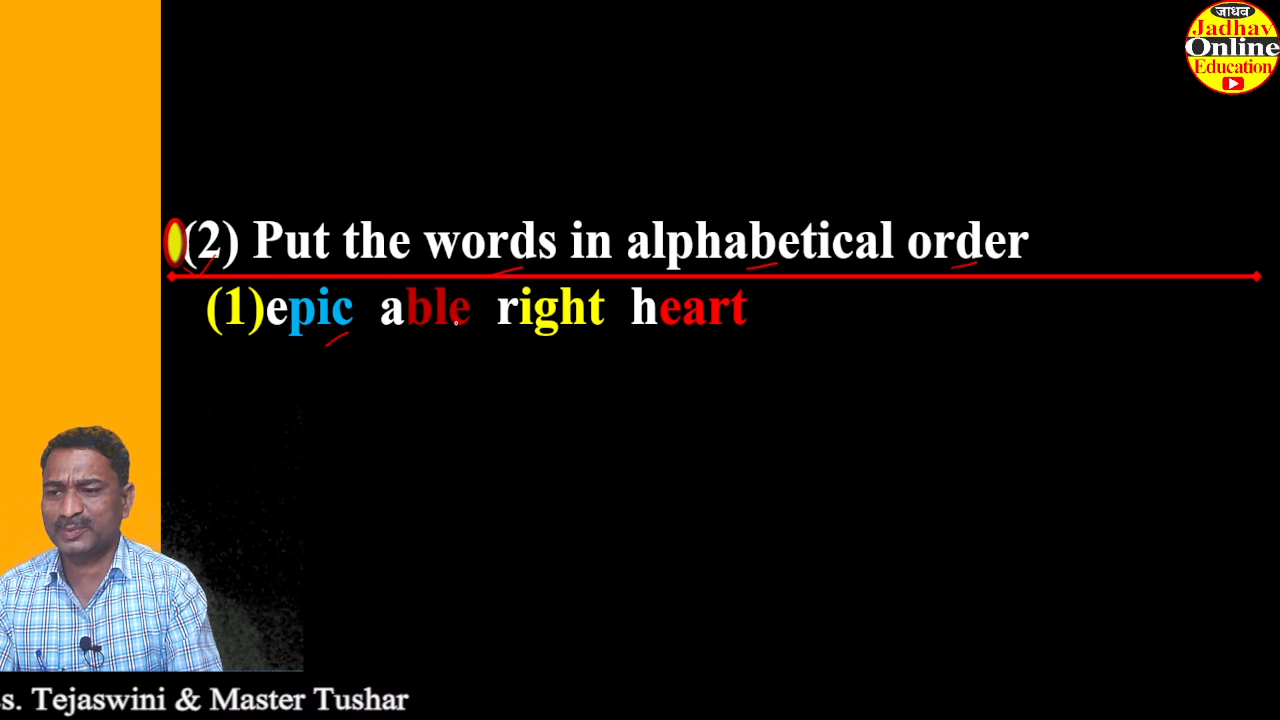 जाधव
Jadhav
Online
Education
(2) Put the words in alphabetical order
(1)epic able right heart
s. Tejaswini & Master Tushar